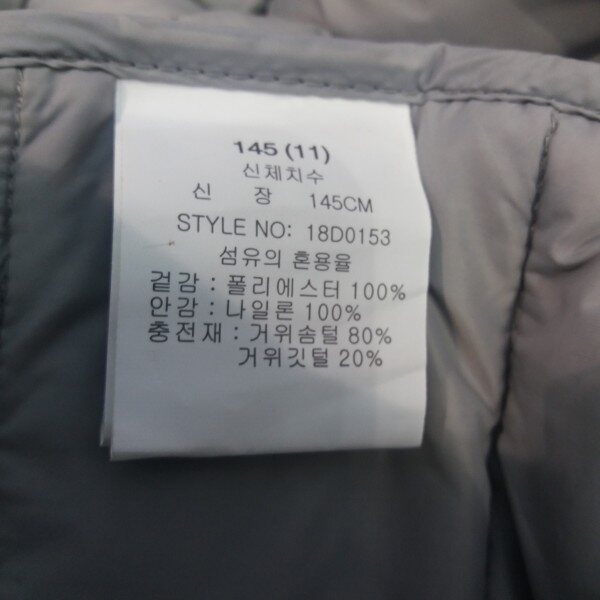 145 (11)
신체치수
신 장 145CM
STYLE NO: 18D0153
섬유의 혼용율
겉감 : 폴리에스터 100%
안감 : 나일론 100%
충전재 : 거위솜털 80%
거위깃털 20%